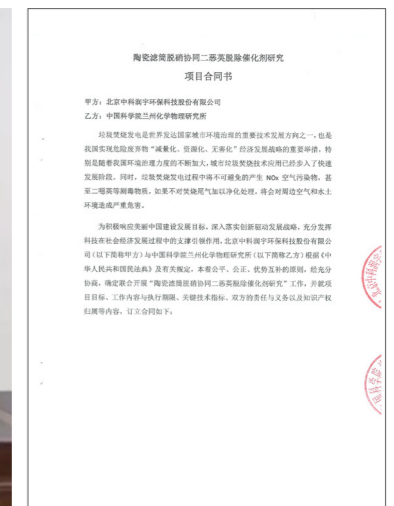 陶瓷滤筒脱硝协同二恶英脱除催化剂研究
项目合同书
甲方：北京中科润宇环保科技股份有限公司
乙方：中国科学院兰州化学物理研究所
垃圾焚烧发电是世界发达国家城市环境治理的重要技术发展方向之一，也是
我国实现危险废弃物“减量化、资源化、无害化”经济发展战略的重要举措，特
别是随着我国环境治理力度的不断加大，城市垃圾焚烧技术应用已经步入了快速
发展阶段。同时，垃圾焚烧发电过程中将不可避免的产生 NOx 空气污染物，甚
至二噁英等剧毒物质，如果不对焚烧尾气加以净化处理，将会对周边空气和水土
环境造成严重危害。
为积极响应美丽中国建设发展目标，深入落实创新驱动发展战略，充分发挥
科技在社会经济发展过程中的支撑引领作用，北京中科润宇环保科技股份有限公
司（以下简称甲方）与中国科学院兰州化学物理研究所（以下简称乙方）根据《中
华人民共和国民法典》及有关规定，本着公平、公正、优势互补的原则，经充分
协商，确定联合开展“陶瓷滤筒脱硝协同二恶英脱除催化剂研究”工作，并就项
目目标、工作内容与执行期限、关键技术指标、双方的责任与义务以及知识产权
归属等内容，订立合同如下：